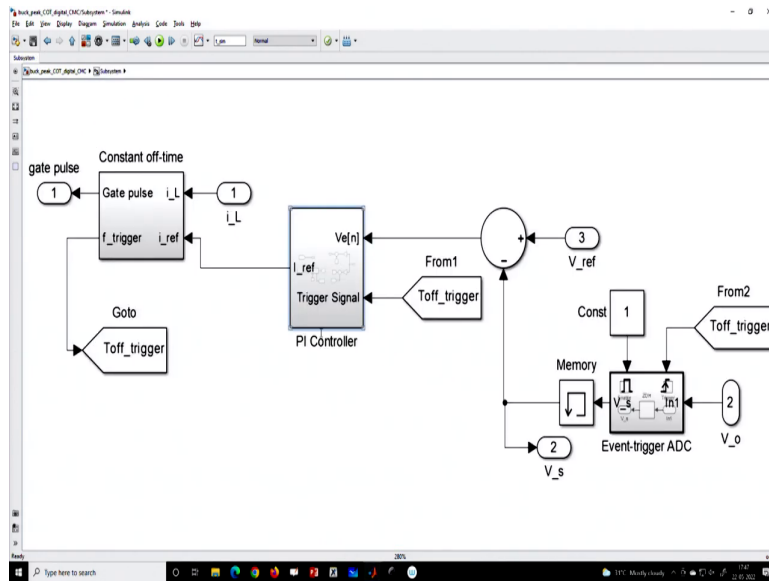 buck_peak_COT_digital_CMC/Subsystem * - Simulink
File Edit View Display Diagram Simulation Analysis Code Tools Help
t_sim
Normal
Subsystem
buck_peak_COT_digital_CMC Subsystem
gate pulse
1
Constant off-time
Gate pulse i_L
f_trigger i_ref
1
i_L
Goto
Toff_trigger
Ve[n]
I_ref
Trigger Signal
PI Controller
From1
Toff_trigger
+
-
3
V_ref
Const
1
From2
Toff_trigger
Memory
V_s In1
Event-trigger ADC
2
V_o
2
V_s
Ready
280%
Type here to search
31°C Mostly cloudy
17:47
22-05-2022